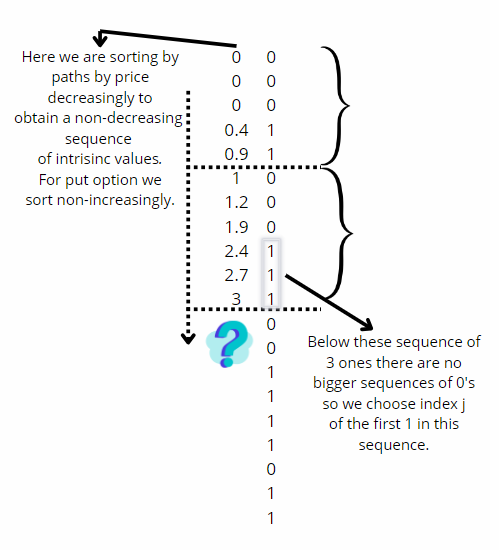 Here we are sorting by
paths by price
decreasingly to
obtain a non-decreasing
sequence
of intrisinc values.
For put option we
sort non-increasingly.
0 0
0 0
0 0
0.4 1
0.9 1
1 0
1.2 0
1.9 0
2.4 1
2.7 1
3 1
? 0
0
1
1
1
1
0
1
1
Below these sequence of
3 ones there are no
bigger sequences of 0's
so we choose index j
of the first 1 in this
sequence.